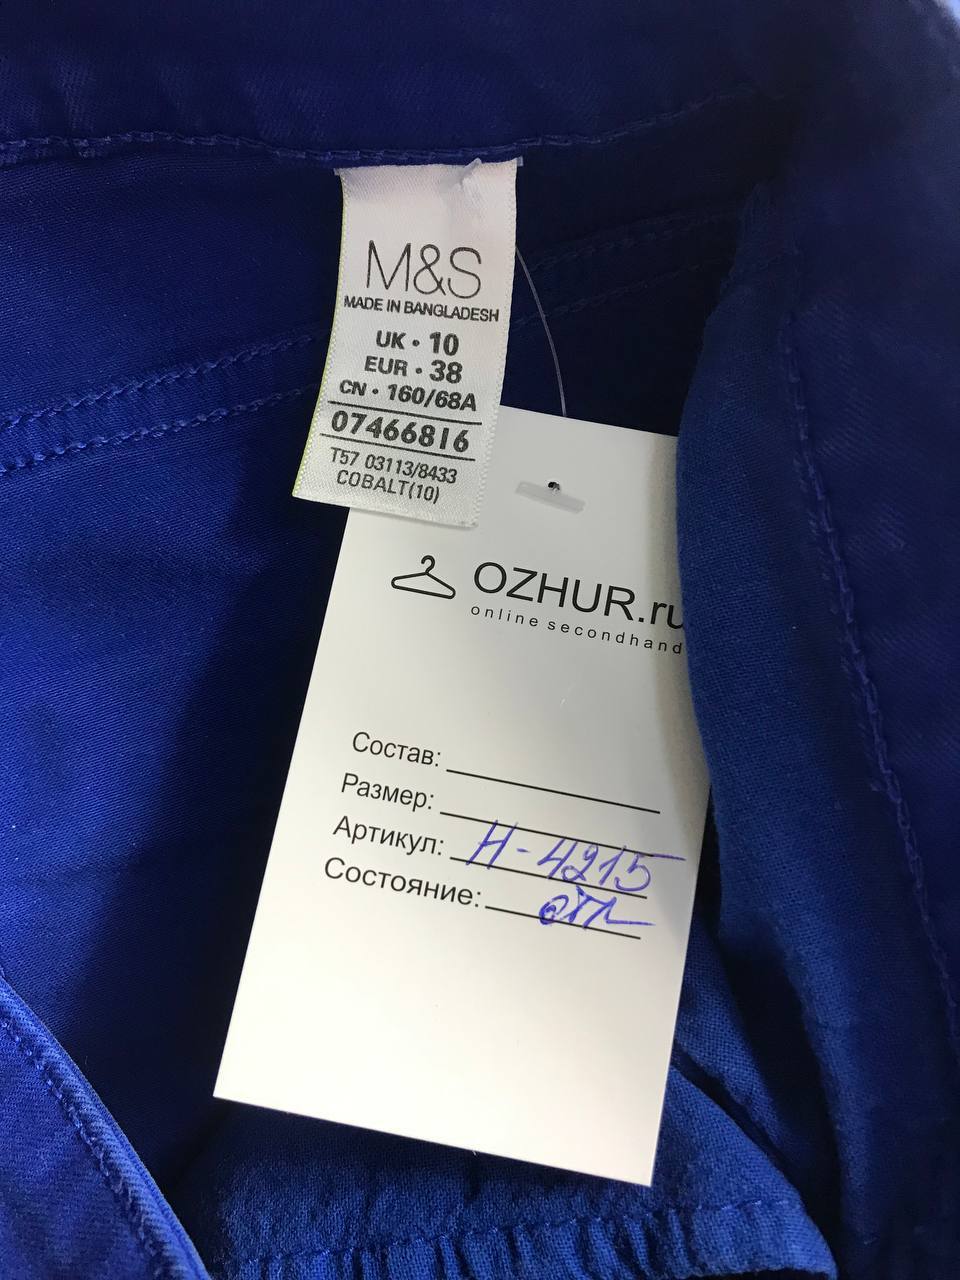 M&S
MADE IN BANGLADESH
UK • 10
EUR • 38
CN • 160/68A
07466816
T57 03113/8433
COBALT(10)
OZHUR.ru
online secondhand
Состав:
Размер:
Артикул: Н-4215
Состояние: отл